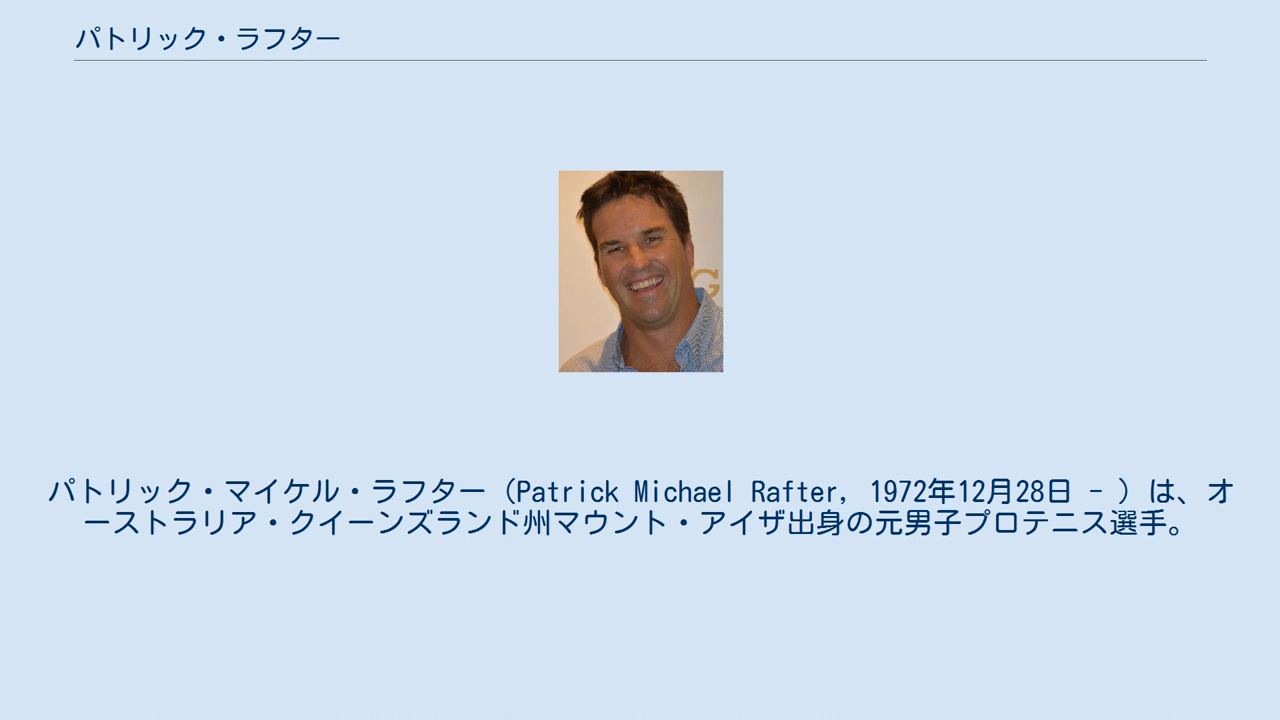 パトリック・ラフター
G
パトリック・マイケル・ラフター（Patrick Michael Rafter, 1972年12月28日 - ）は、オ
ーストラリア・クイーンズランド州マウント・アイザ出身の元男子プロテニス選手。